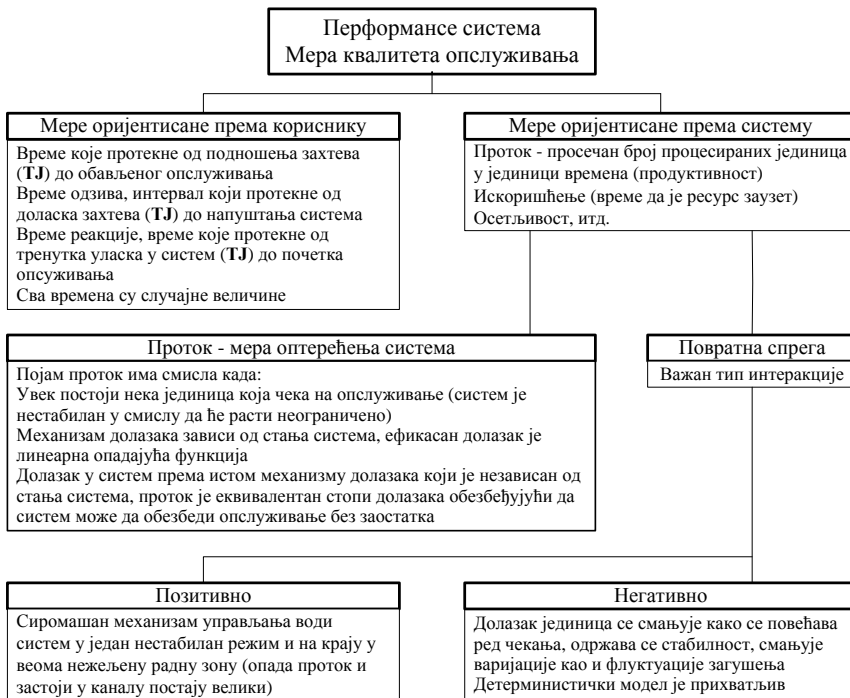 Перформансе система
Мера квалитета опслуживања
Мере оријентисане према кориснику
Време које протекне од подношења захтева
(ТЈ) до обављеног опслуживања
Време одзива, интервал који протекне од
доласка захтева (ТЈ) до напуштања система
Време реакције, време које протекне од
тренутка уласка у систем (ТЈ) до почетка
опсуживања
Сва времена су случајне величине
Мере оријентисане према систему
Проток - просечан број процесираних јединица
у јединици времена (продуктивност)
Искоришћење (време да је ресурс заузет)
Осетљивост, итд.
Проток - мера оптерећења система
Појам проток има смисла када:
Увек постоји нека јединица која чека на опслуживање (систем је
нестабилан у смислу да ће расти неограничено)
Механизам долазака зависи од стања система, ефикасан долазак је
линеарна опадајућа функција
Долазак у систем према истом механизму долазака који је независан од
стања система, проток је еквивалентан стопи долазака обезбеђујући да
систем може да обезбеди опслуживање без заостатка
Повратна спрега
Важан тип интеракције
Позитивно
Сиромашан механизам управљања води
систем у један нестабилан режим и на крају у
веома нежељену радну зону (опада проток и
застоји у каналу постају велики)
Негативно
Долазак јединица се смањује како се повећава
ред чекања, одржава се стабилност, смањује
варијације као и флуктуације загушења
Детерминистички модел је прихватљив